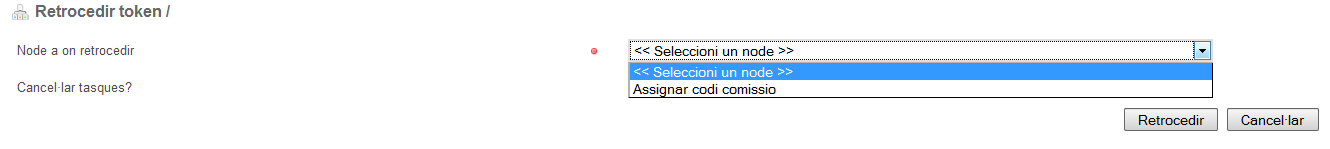 Retrocedir token /
Node a on retrocedir
<< Seleccioni un node >>
<< Seleccioni un node >>
Cancel·lar tasques?
Assignar codi comissio
Retrocedir
Cancel·lar